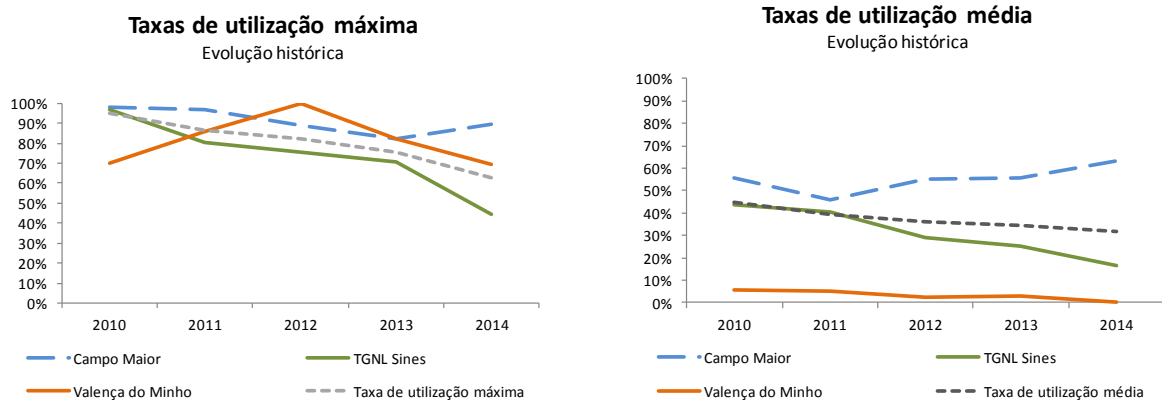 Taxas de utilização máxima
Evolução histórica
100%
90%
80%
70%
60%
50%
40%
30%
20%
10%
0%
2010 2011 2012 2013 2014
Campo Maior TGNL Sines
Valença do Minho Taxa de utilização máxima
Taxas de utilização média
Evolução histórica
100%
90%
80%
70%
60%
50%
40%
30%
20%
10%
0%
2010 2011 2012 2013 2014
Campo Maior TGNL Sines
Valença do Minho Taxa de utilização média